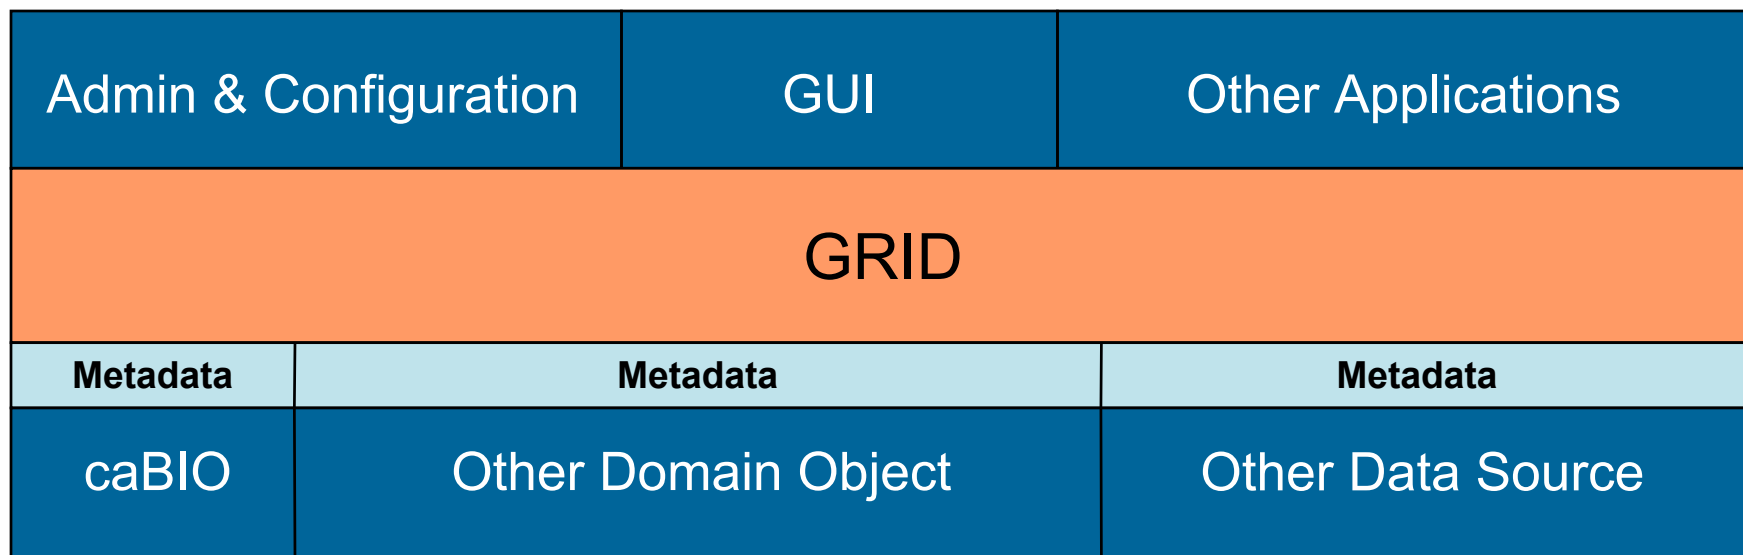 Admin & Configuration GUI Other Applications
GRID
Metadata Metadata Metadata
caBIO Other Domain Object Other Data Source